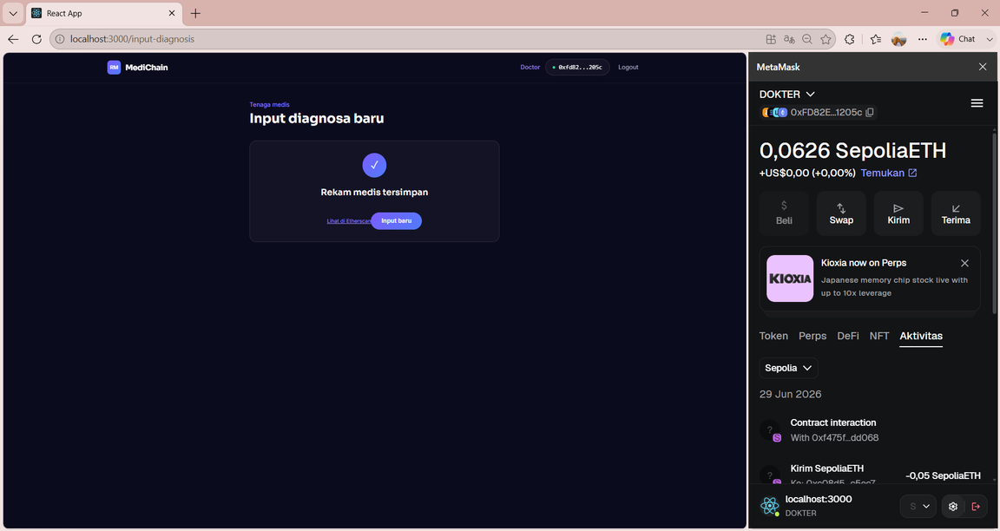 React App
localhost:3000/input-diagnosis
Chat
RM MediChain
Doctor
0xfd82...205c
Logout
Tenaga medis
Input diagnosa baru
Rekam medis tersimpan
Lihat di Etherscan
Input baru
MetaMask
DOKTER
0xFD82E...1205c
0,0626 SepoliaETH
+US$0,00 (+0,00%) Temukan
Beli
Swap
Kirim
Terima
KIOXIA
Kioxia now on Perps
Japanese memory chip stock live with
up to 10x leverage
Token Perps DeFi NFT Aktivitas
Sepolia
29 Jun 2026
Contract interaction
With 0xf475f...dd068
Kirim SepoliaETH
-0,05 SepoliaETH
localhost:3000
DOKTER
S